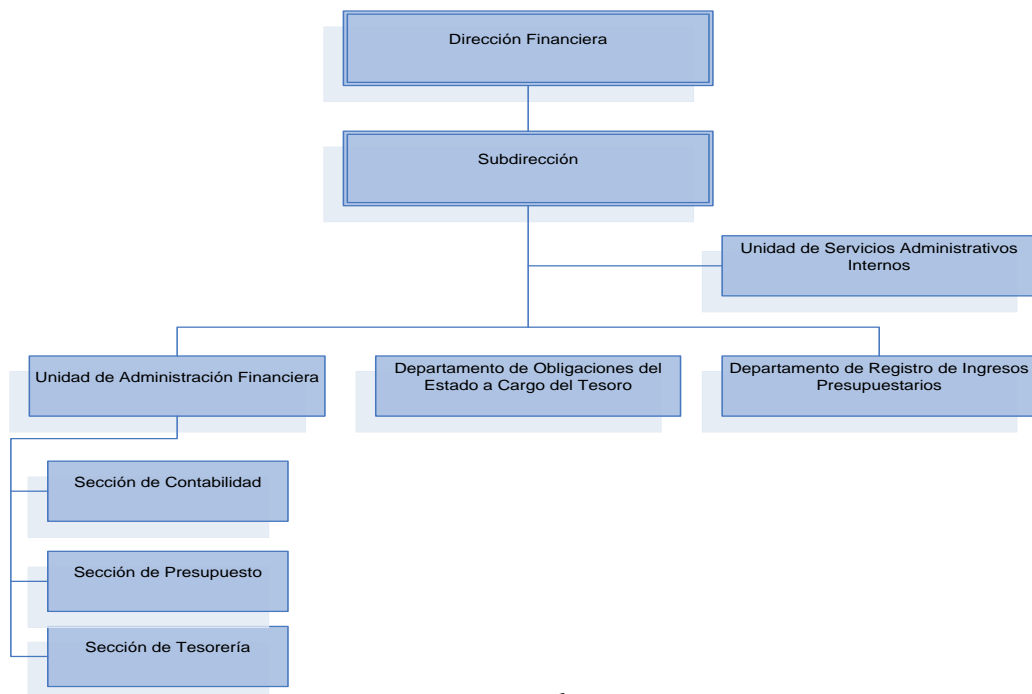 Dirección Financiera
Subdirección
Unidad de Servicios Administrativos
Internos
Unidad de Administración Financiera
Departamento de Obligaciones del
Estado a Cargo del Tesoro
Departamento de Registro de Ingresos
Presupuestarios
Sección de Contabilidad
Sección de Presupuesto
Sección de Tesorería